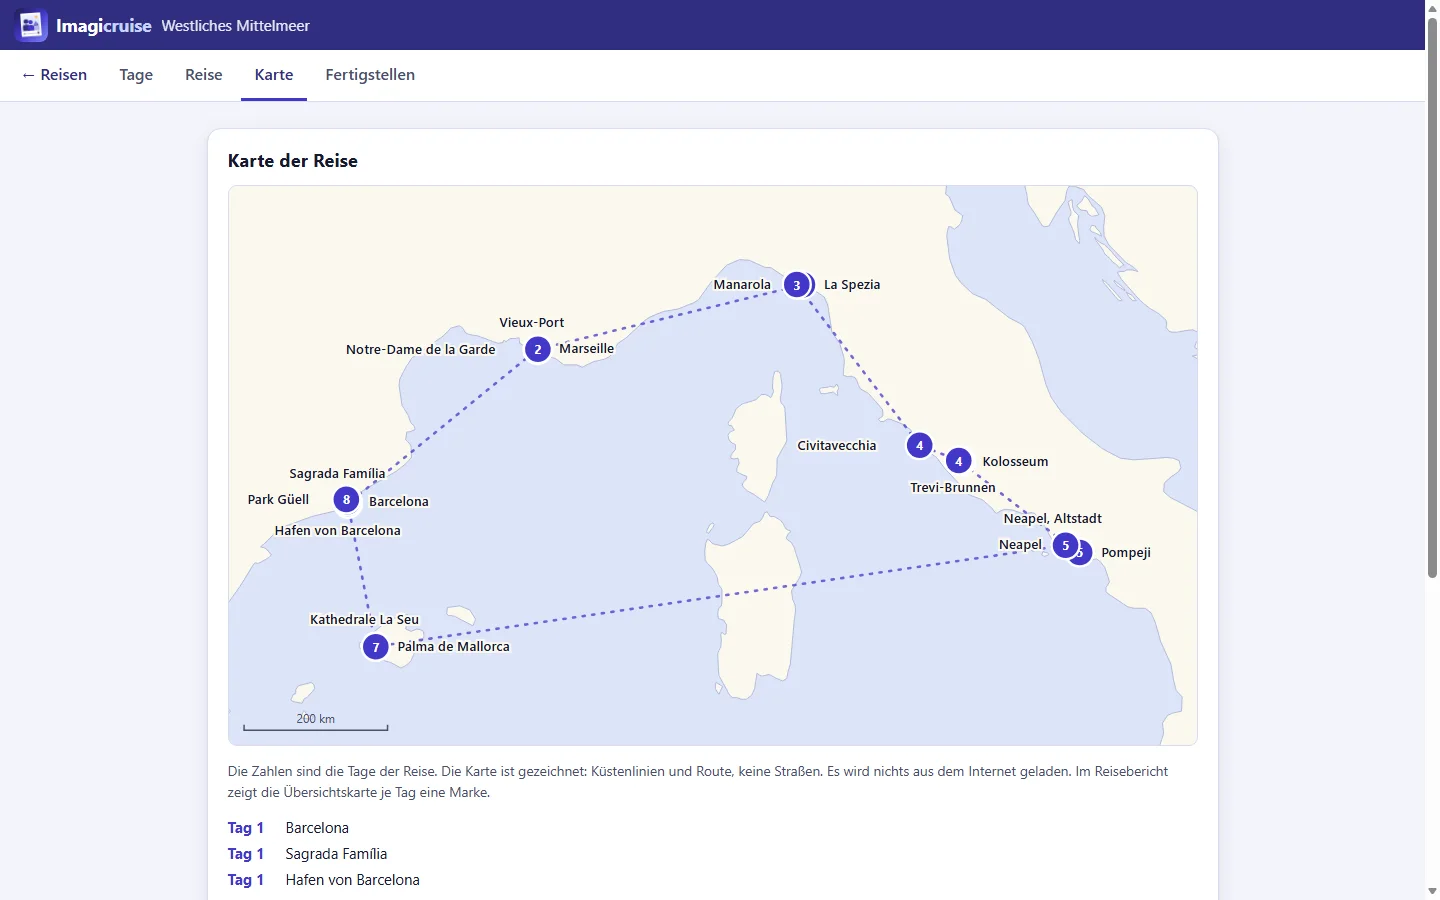 Imagicruise Westliches Mittelmeer
← Reisen Tage Reise Karte Fertigstellen
Karte der Reise
Manarola 3 La Spezia
Vieux-Port
Notre-Dame de la Garde 2 Marseille
Civitavecchia 4
4 Kolosseum
Sagrada Família
Trevi-Brunnen
Park Güell 8 Barcelona
Neapel, Altstadt
Hafen von Barcelona
Neapel 5
5 Pompeji
Kathedrale La Seu
7 Palma de Mallorca
200 km
Die Zahlen sind die Tage der Reise. Die Karte ist gezeichnet: Küstenlinien und Route, keine Straßen. Es wird nichts aus dem Internet geladen. Im Reisebericht
zeigt die Übersichtskarte je Tag eine Marke.
Tag 1 Barcelona
Tag 1 Sagrada Família
Tag 1 Hafen von Barcelona